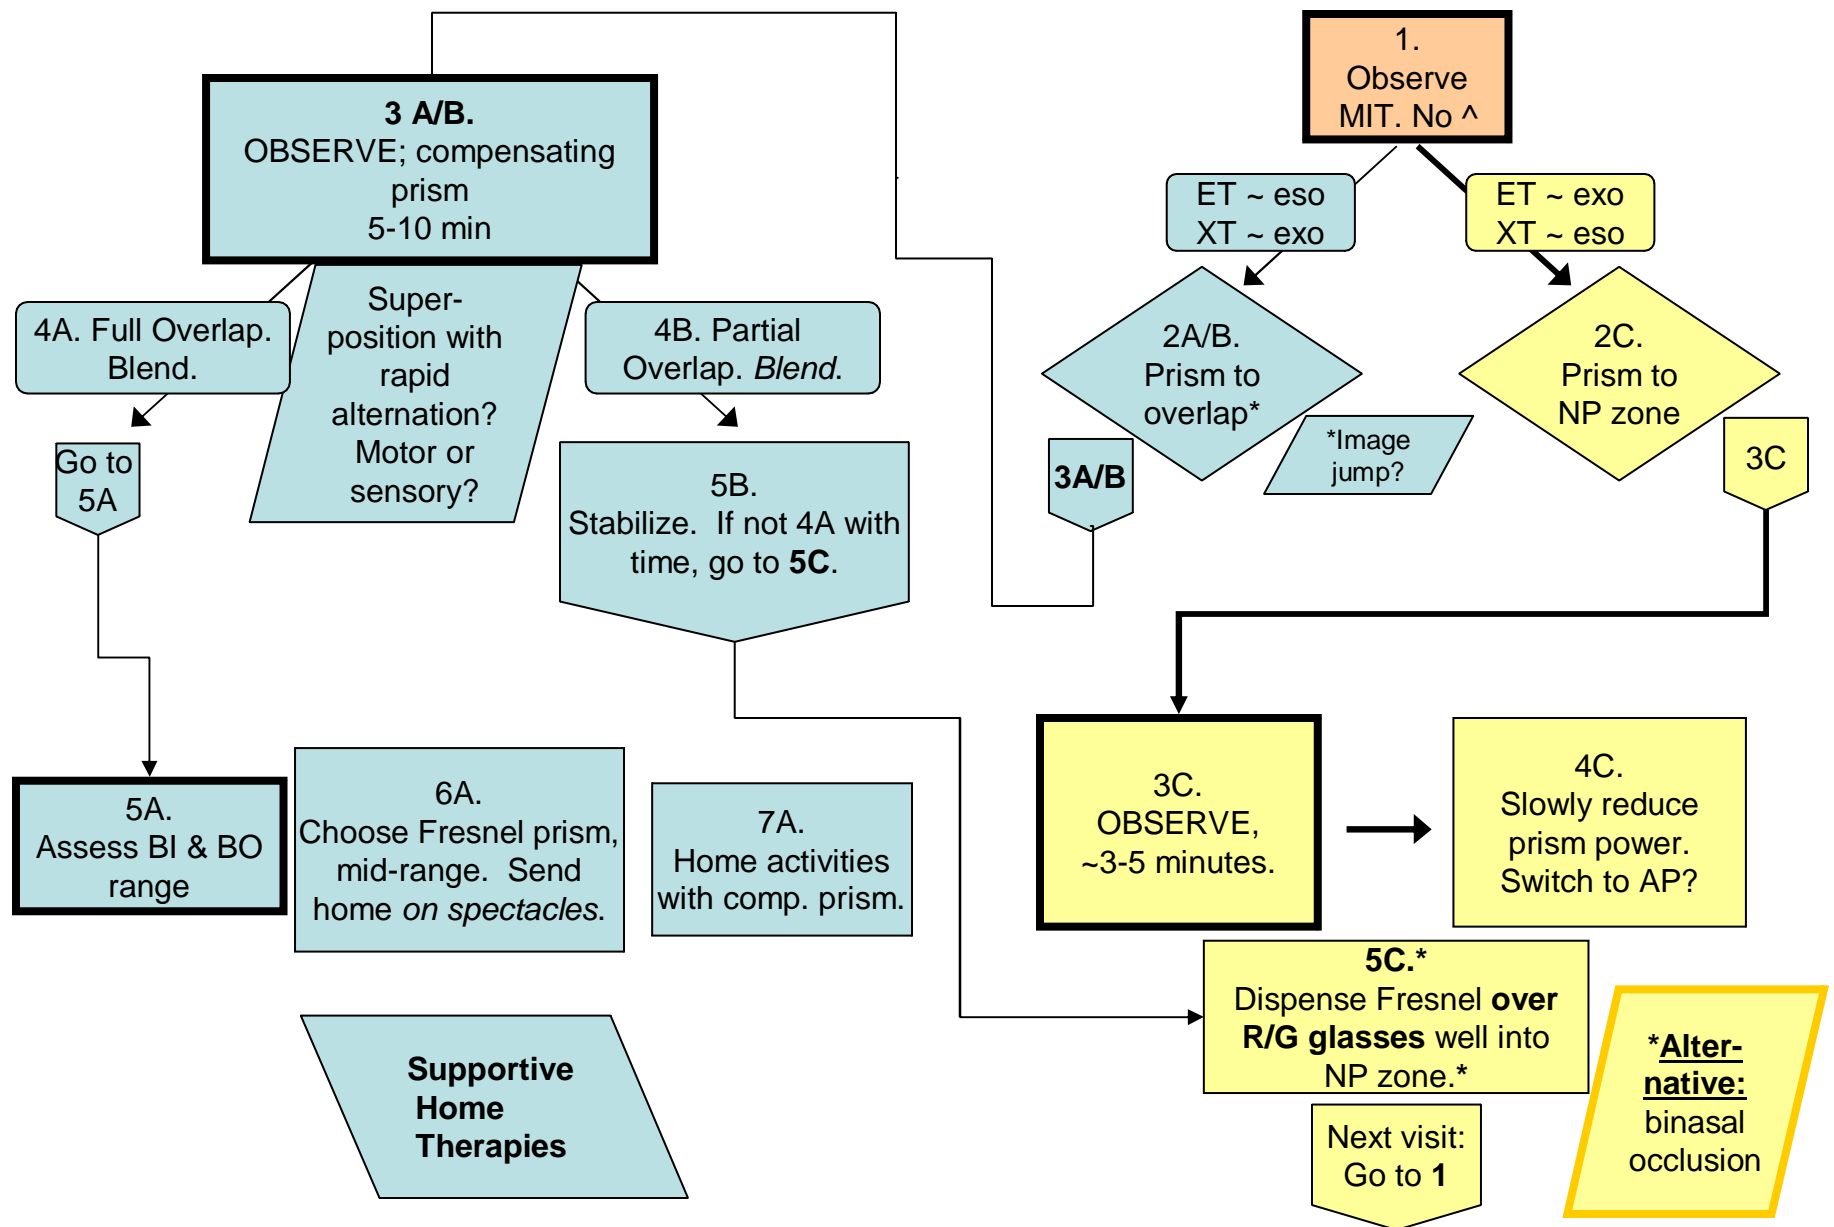 1.
Observe
MIT. No ^
ET ~ eso
XT ~ exo
ET ~ exo
XT ~ eso
2A/B.
Prism to
overlap*
*Image
jump?
2C.
Prism to
NP zone
3A/B
3C
3 A/B.
OBSERVE; compensating
prism
5-10 min
4A. Full Overlap.
Blend.
Super-
position with
rapid
alternation?
Motor or
sensory?
4B. Partial
Overlap. Blend.
Go to
5A
5B.
Stabilize. If not 4A with
time, go to 5C.
5A.
Assess BI & BO
range
6A.
Choose Fresnel prism,
mid-range. Send
home on spectacles.
7A.
Home activities
with comp. prism.
3C.
OBSERVE,
~3-5 minutes.
4C.
Slowly reduce
prism power.
Switch to AP?
5C.*
Dispense Fresnel over
R/G glasses well into
NP zone.*
*Alter-
native:
binasal
occlusion
Next visit:
Go to 1
Supportive
Home
Therapies